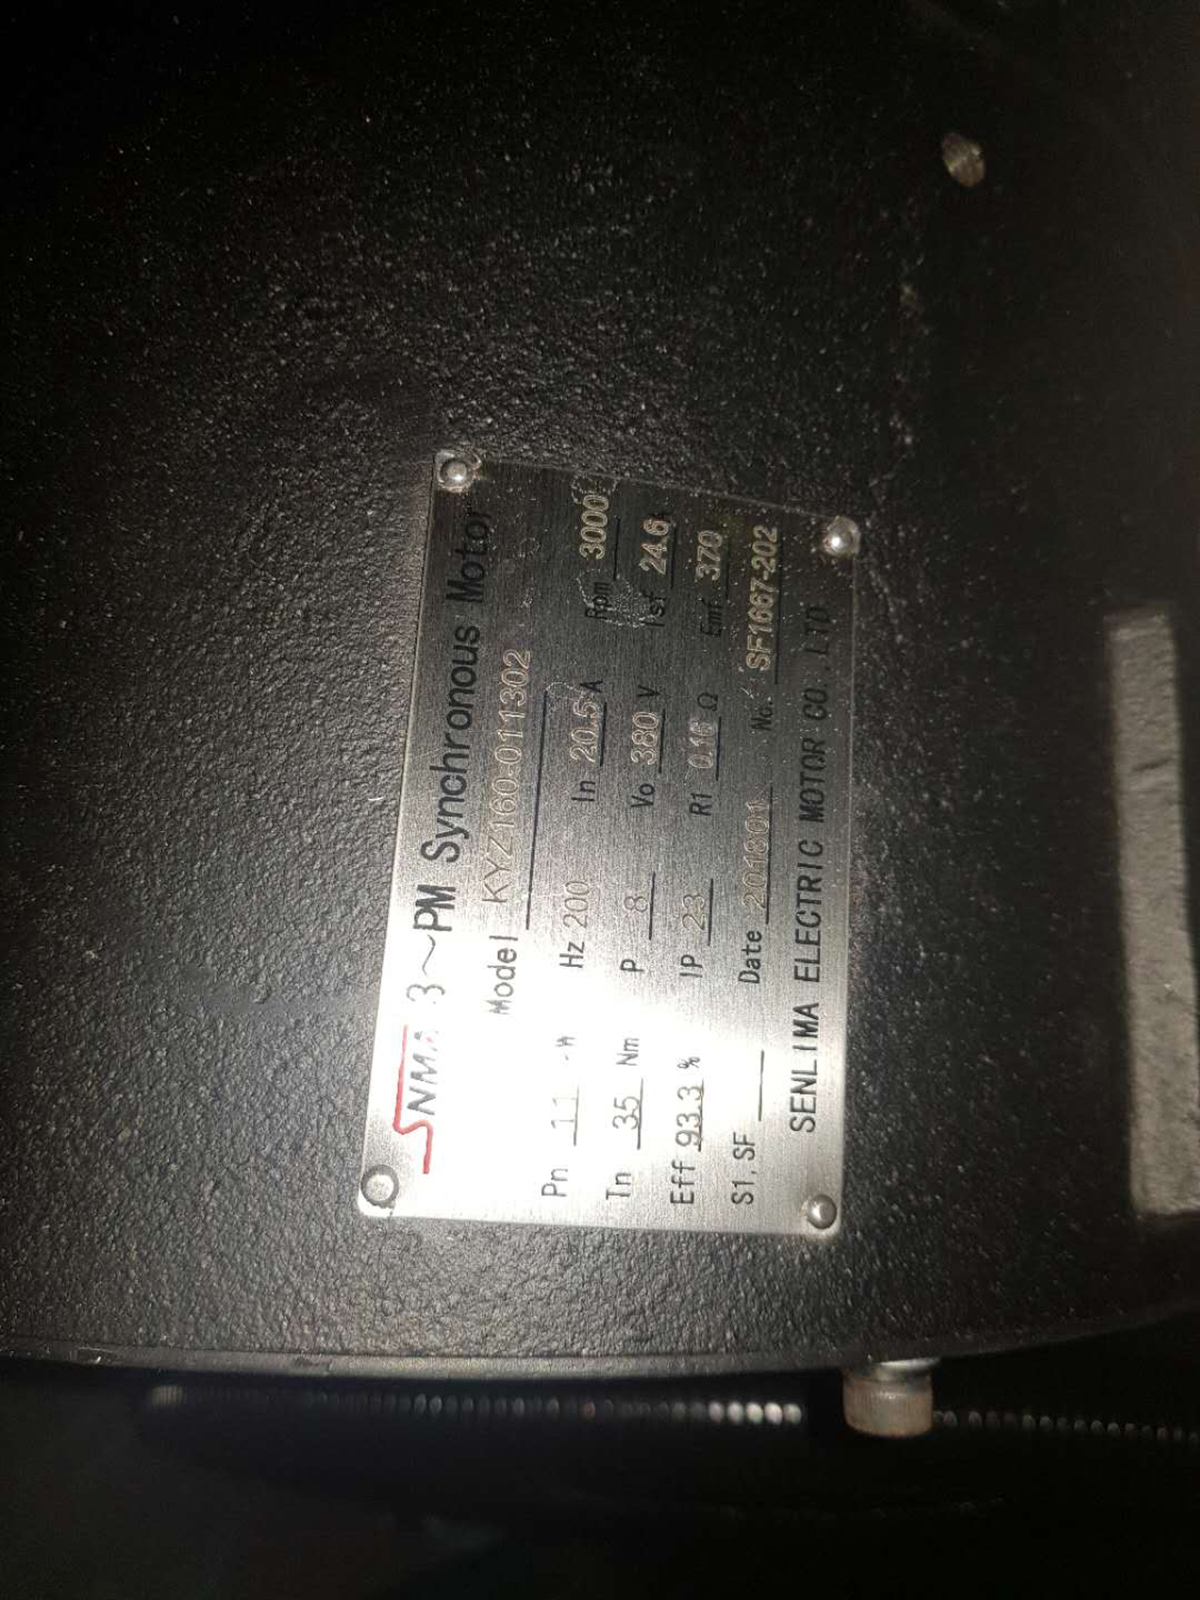 SNMA 3~PM Synchronous Motor
Model KYZ160-011302
Pn 11 W Hz 200 In 20.5 A Rpm 3000
Tn 35 Nm P 8 Vo 380 V Isf 24.6
Eff 93.3 % IP 23 R1 0.16 Ω Emf 370
S1, SF Date 201801 No. SF1667-202
SENLIMA ELECTRIC MOTOR CO.,LTD